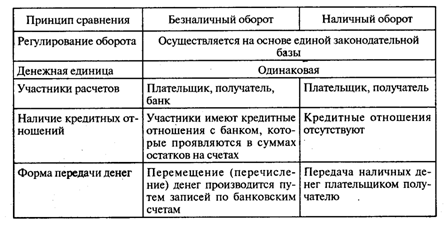 Принцип сравнения Безналичный оборот Наличный оборот
Регулирование оборота Осуществляется на основе единой законодательной
базы
Денежная единица Одинаковая
Участники расчетов Плательщик, получатель,
банк
Плательщик, получатель
Наличие кредитных от-
ношений
Участники имеют кредитные
отношения с банком, кото-
рые проявляются в суммах
остатков на счетах
Кредитные отношения
отсутствуют
Форма передачи денег
Перемещение (перечисле-
ние) денег производится пу-
тем записей по банковским
счетам
Передача наличных де-
нег плательщиком полу-
чателю